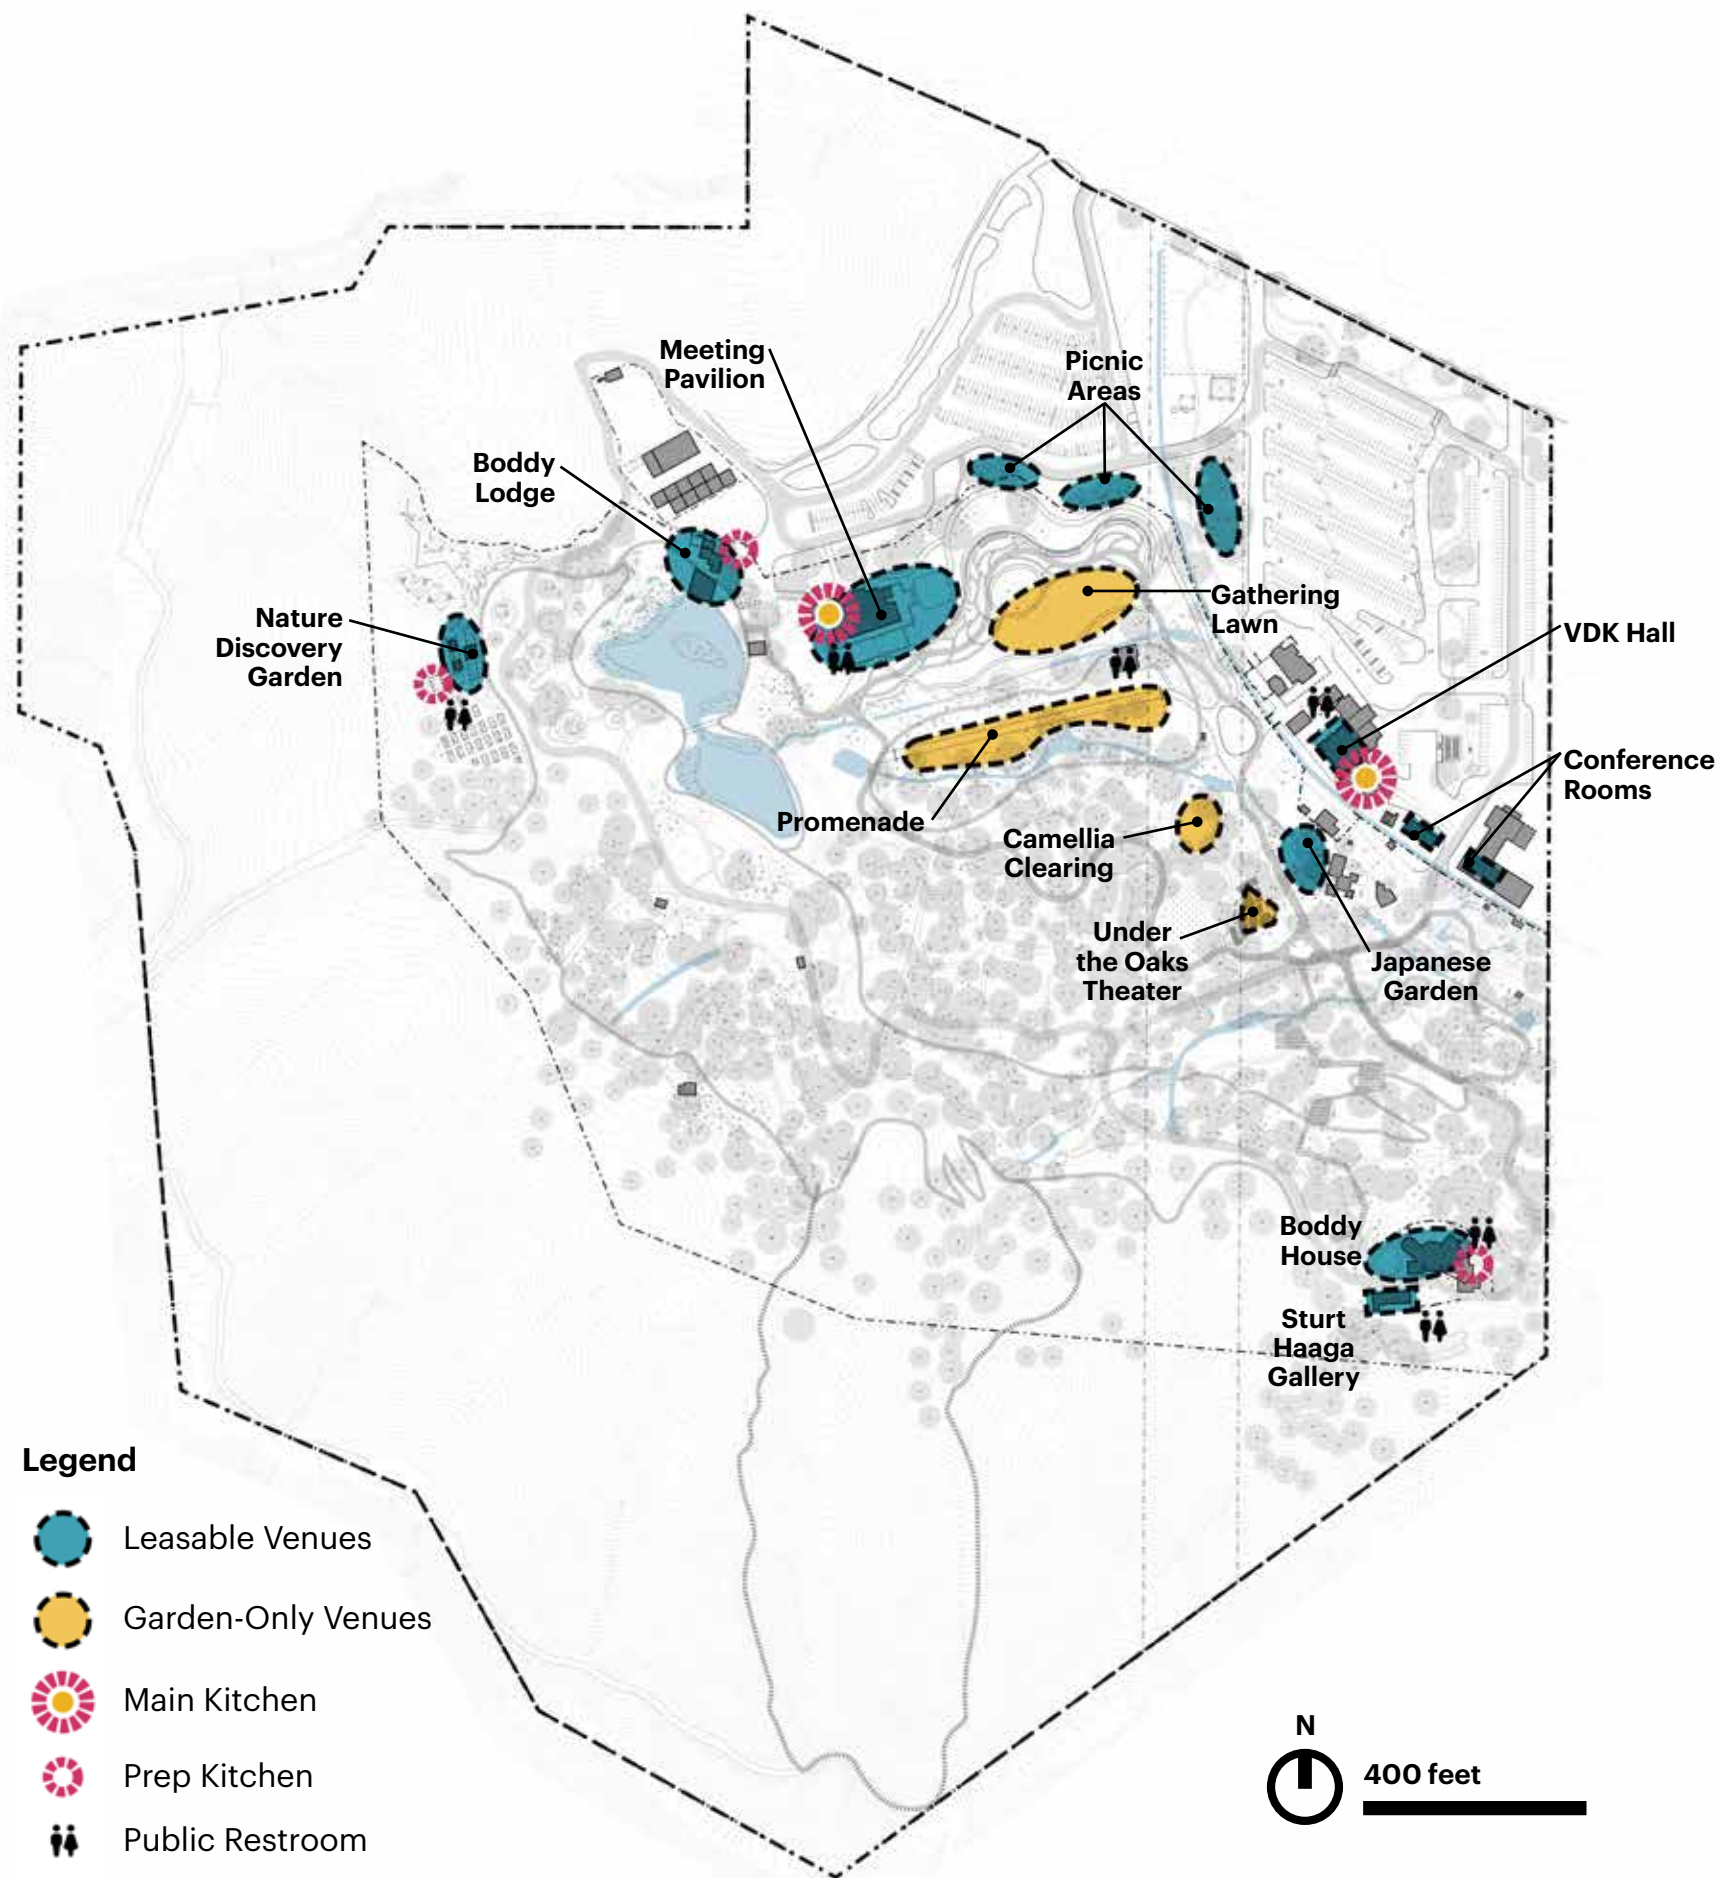 Meeting
Pavilion
Picnic
Areas
Boddy
Lodge
Nature
Discovery
Garden
Gathering
Lawn
VDK Hall
Conference
Rooms
Promenade
Camellia
Clearing
Under
the Oaks
Theater
Japanese
Garden
Boddy
House
Sturt
Haaga
Gallery
Legend
Leasable Venues
Garden-Only Venues
Main Kitchen
Prep Kitchen
Public Restroom
N
400 feet